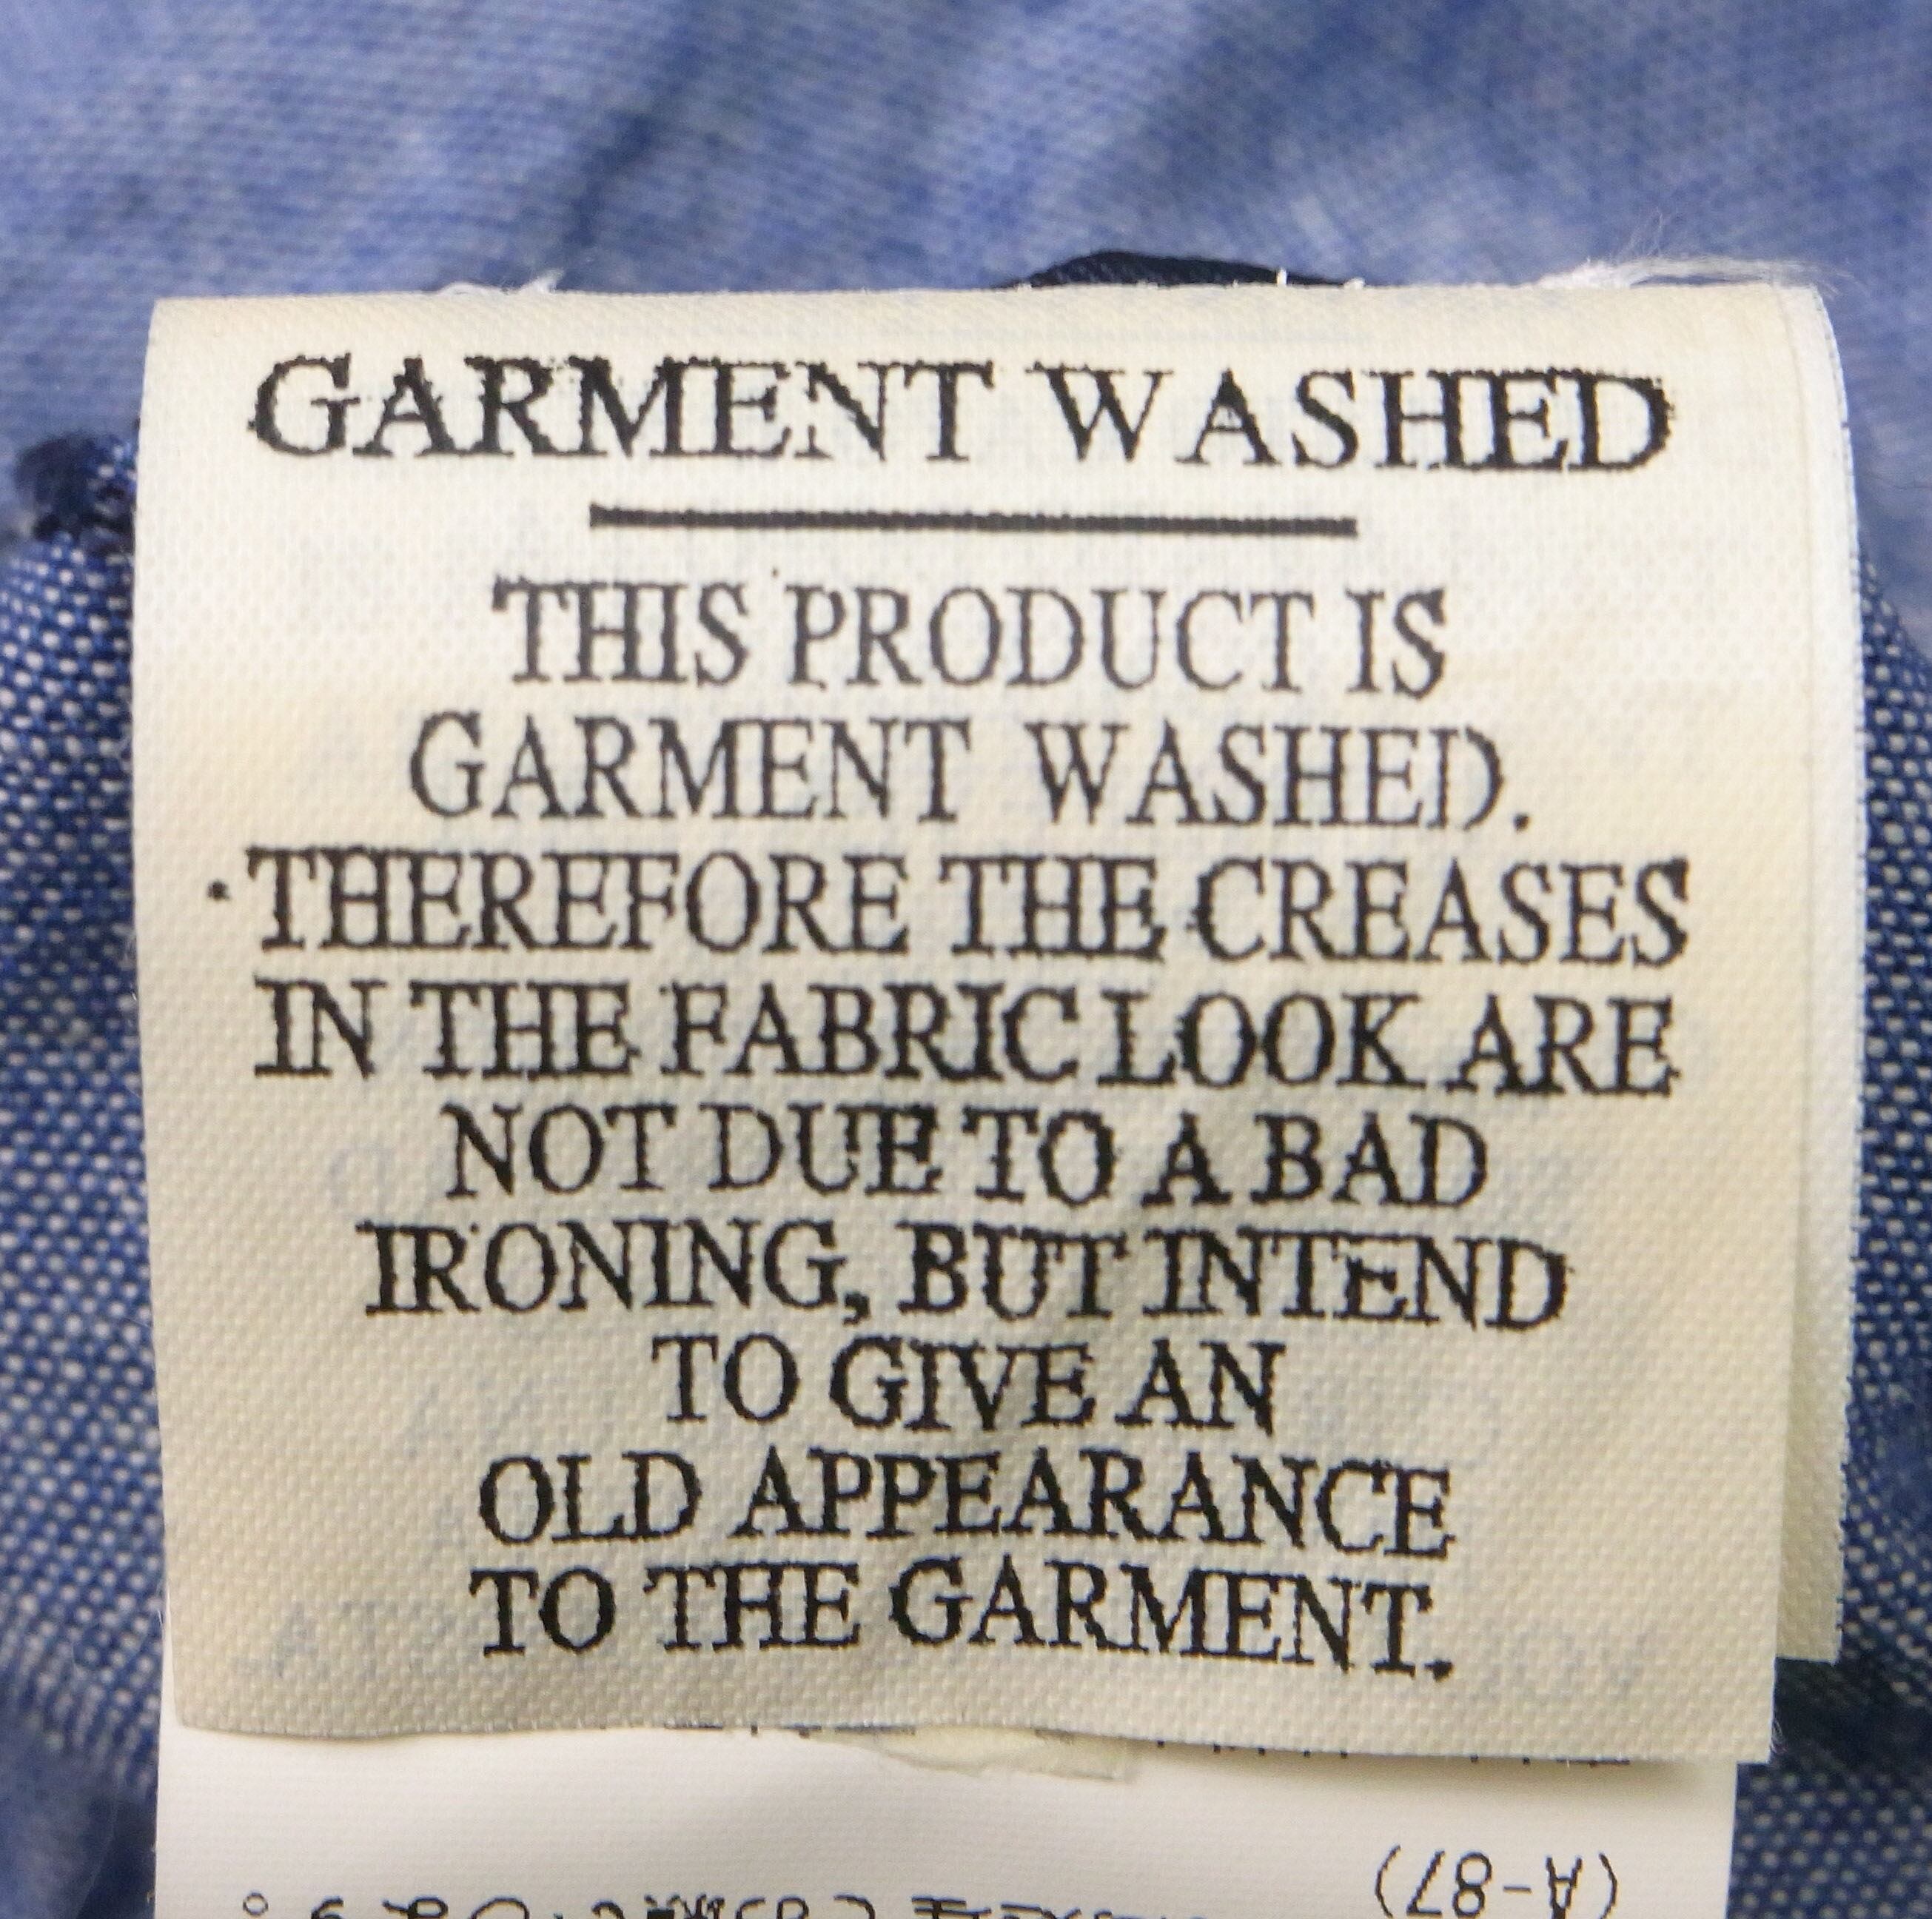 GARMENT WASHED
THIS PRODUCT IS
GARMENT WASHED.
THEREFORE THE CREASES
IN THE FABRIC LOOK ARE
NOT DUE TO A BAD
IRONING, BUT INTEND
TO GIVE AN
OLD APPEARANCE
TO THE GARMENT.
(A-87)